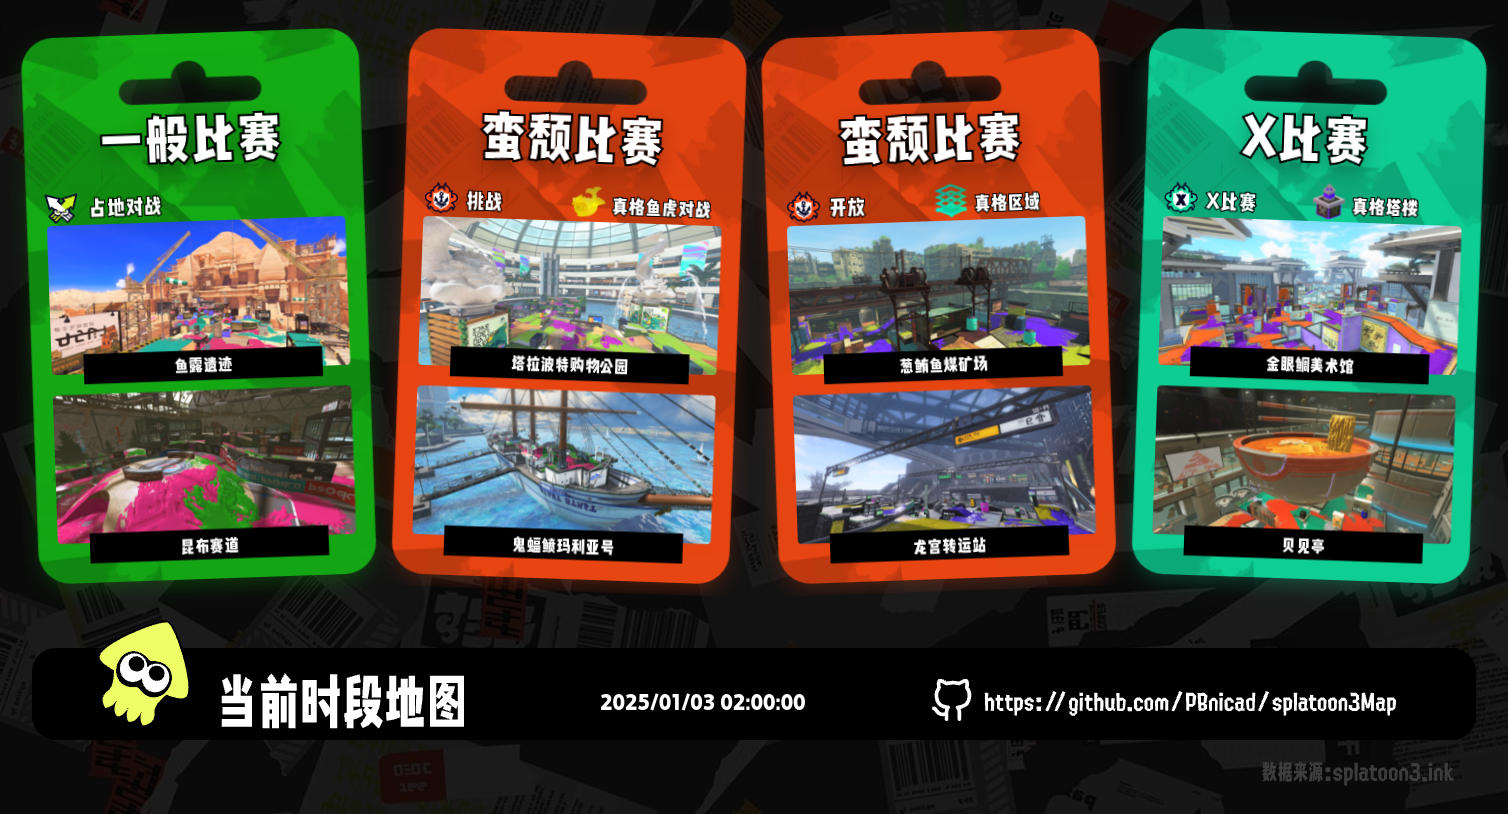 一般比赛
占地对战
鱼露遗迹
昆布赛道
蛮颓比赛
挑战
真格鱼虎对战
塔拉波特购物公园
鬼蝠鲼玛利亚号
蛮颓比赛
开放
真格区域
葱鲔鱼煤矿场
龙宫转运站
X比赛
X比赛
真格塔楼
金眼鲷美术馆
贝见亭
当前时段地图
2025/01/03 02:00:00
https://github.com/PBnicad/splatoon3Map
数据来源:splatoon3.ink